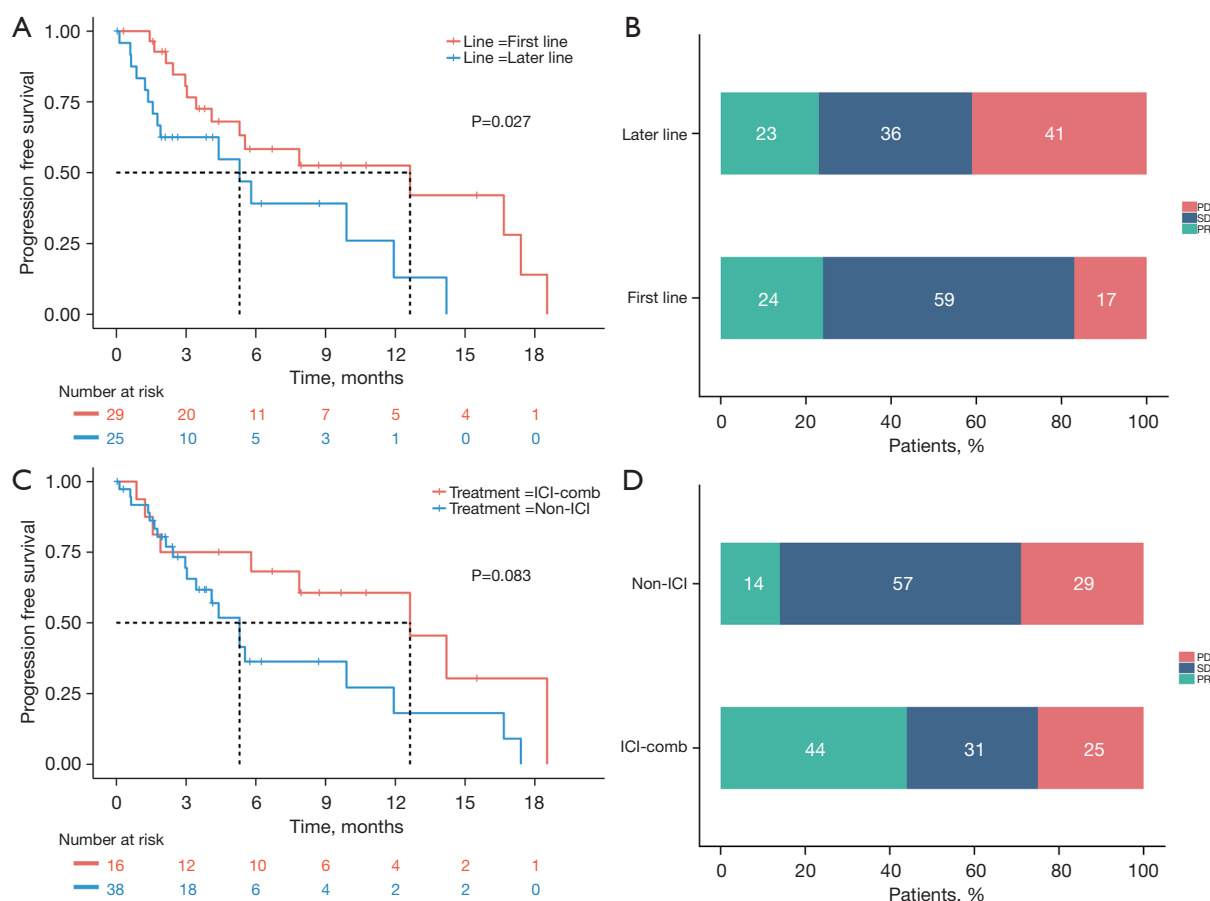 A
Progression free survival
1.00
0.75
0.50
0.25
0.00
Line =First line
Line =Later line
P=0.027
0 3 6 9 12 15 18
Time, months
Number at risk
29 20 11 7 5 4 1
25 10 5 3 1 0 0
B
Later line
23 36 41
First line
24 59 17
PD
SD
PR
0 20 40 60 80 100
Patients, %
C
Progression free survival
1.00
0.75
0.50
0.25
0.00
Treatment =ICI-comb
Treatment =Non-ICI
P=0.083
0 3 6 9 12 15 18
Time, months
Number at risk
16 12 10 6 4 2 1
38 18 6 4 2 2 0
D
Non-ICI
14 57 29
ICI-comb
44 31 25
PD
SD
PR
0 20 40 60 80 100
Patients, %